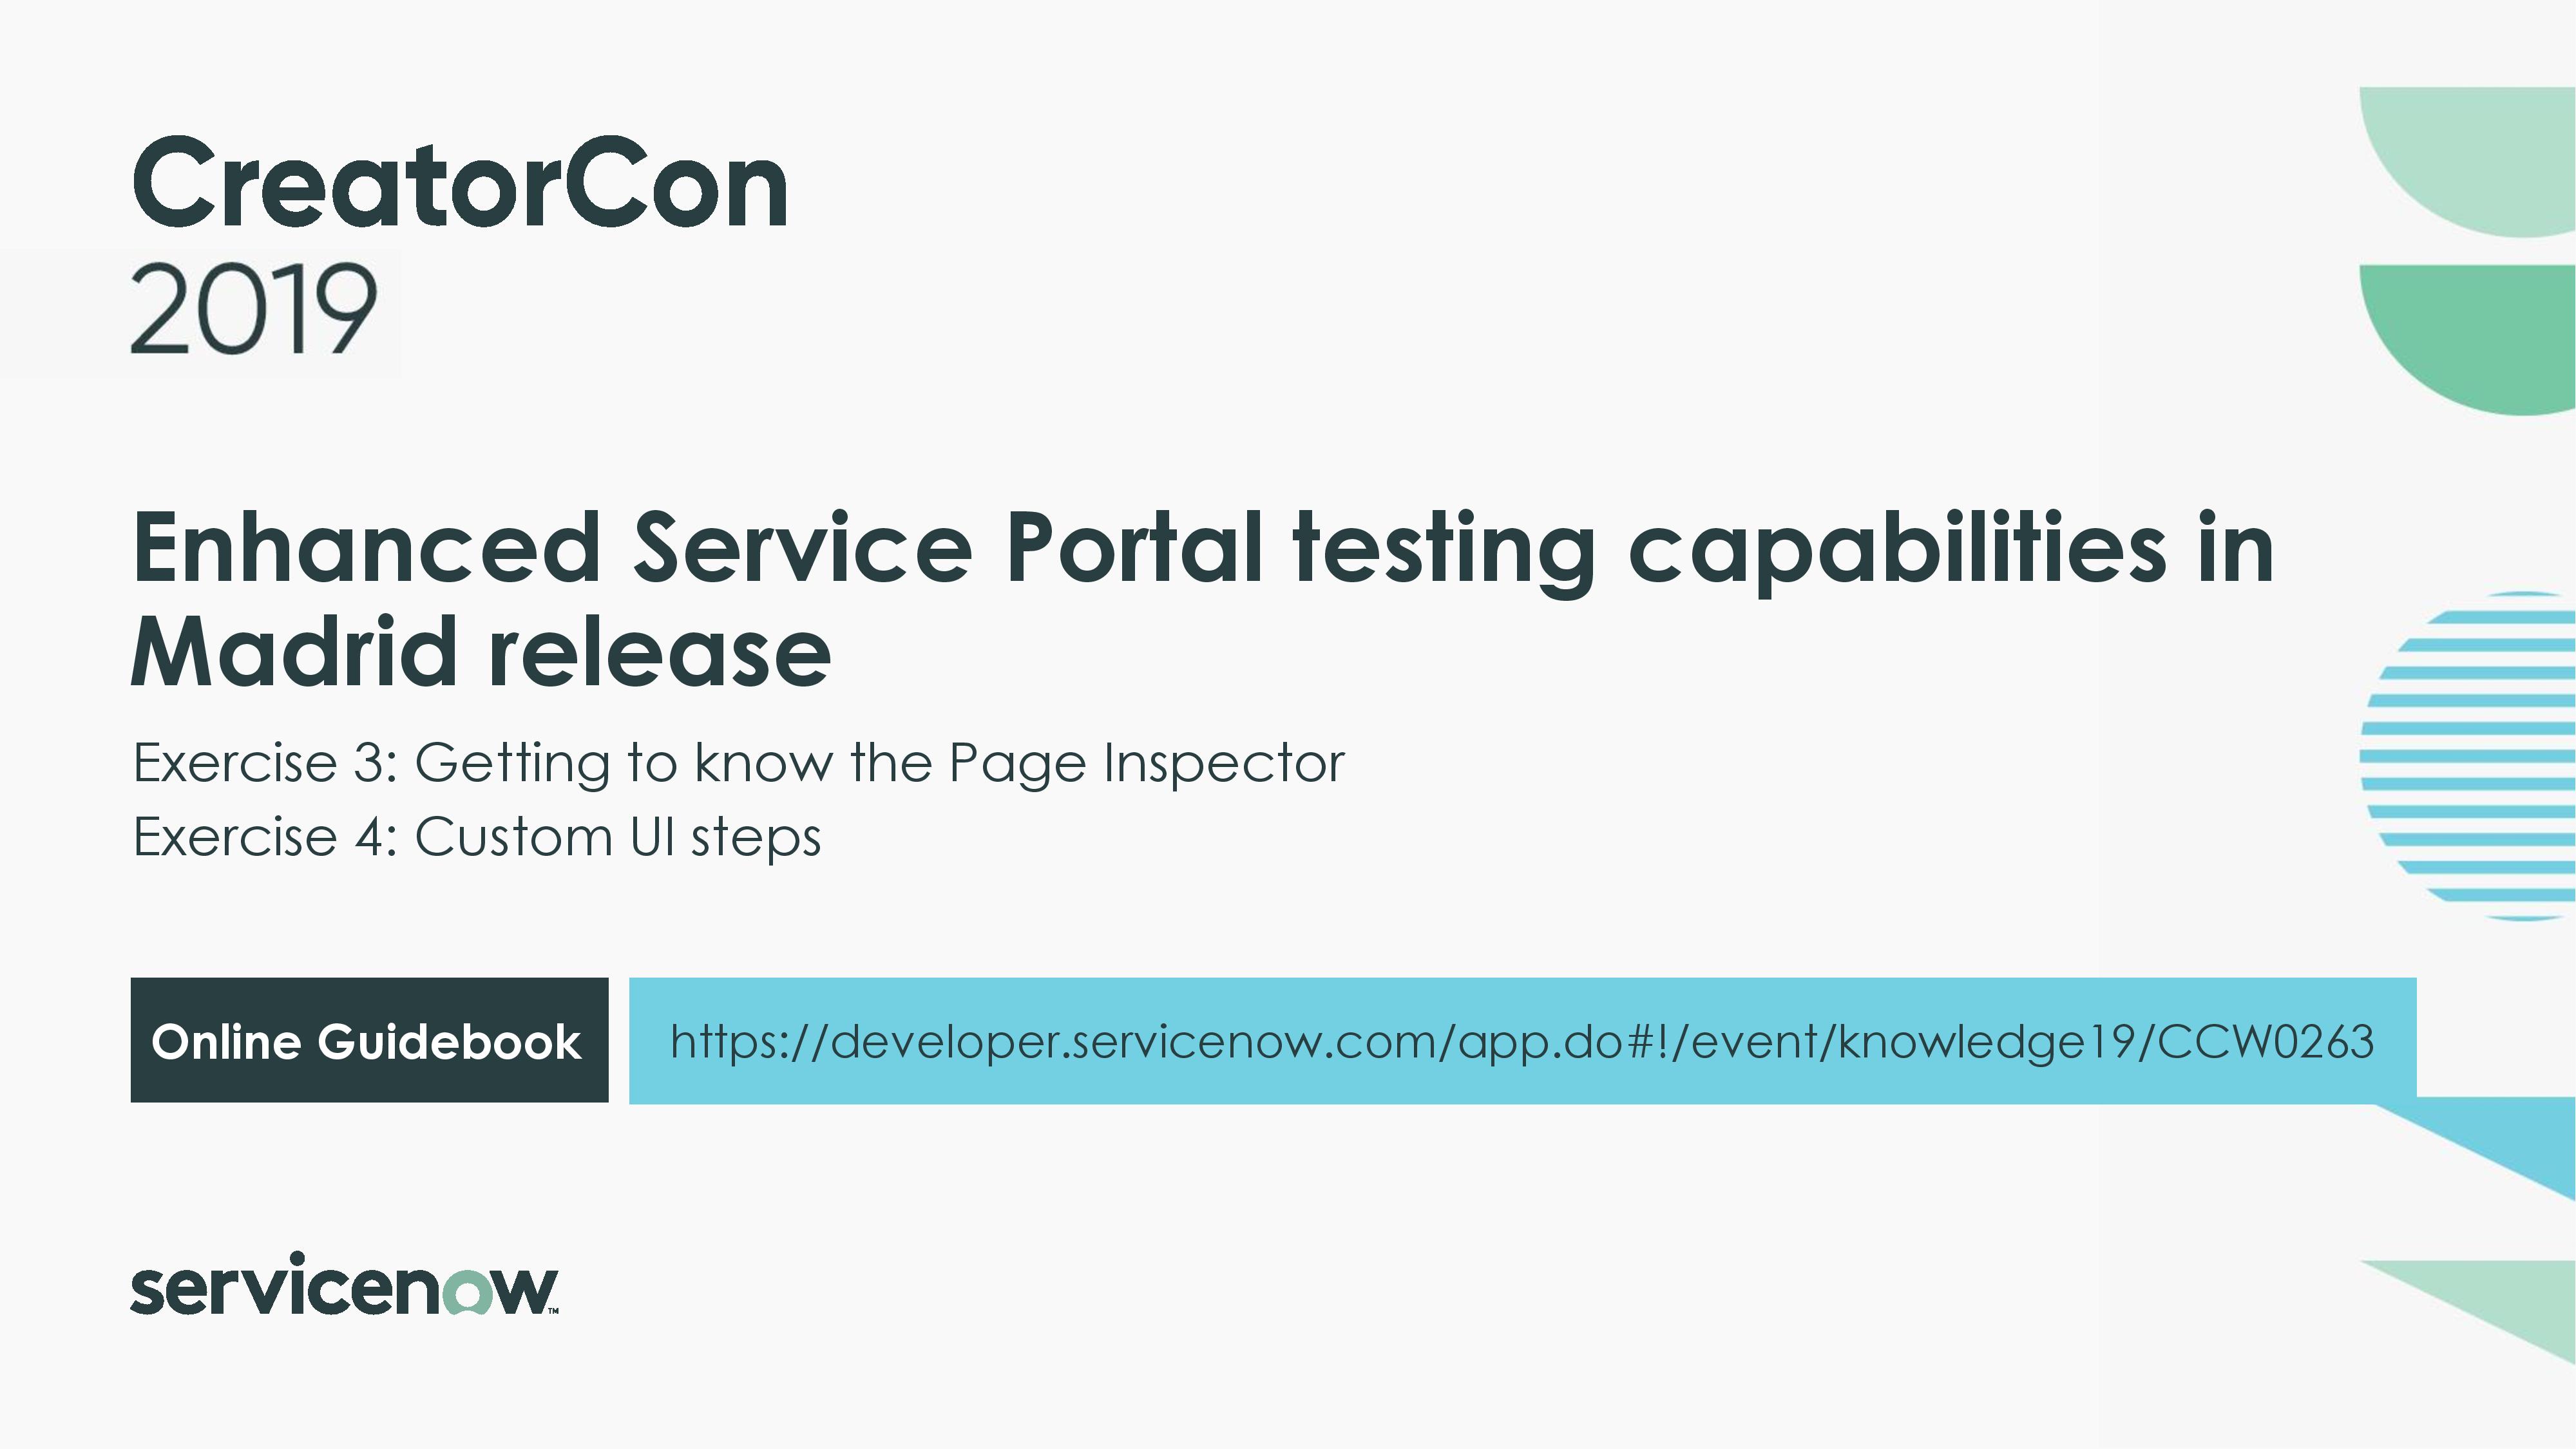 CreatorCon
2019
Enhanced Service Portal testing capabilities in
Madrid release
Exercise 3: Getting to know the Page Inspector
Exercise 4: Custom UI steps
Online Guidebook
https://developer.servicenow.com/app.do#!/event/knowledge19/CCW0263
servicenow™